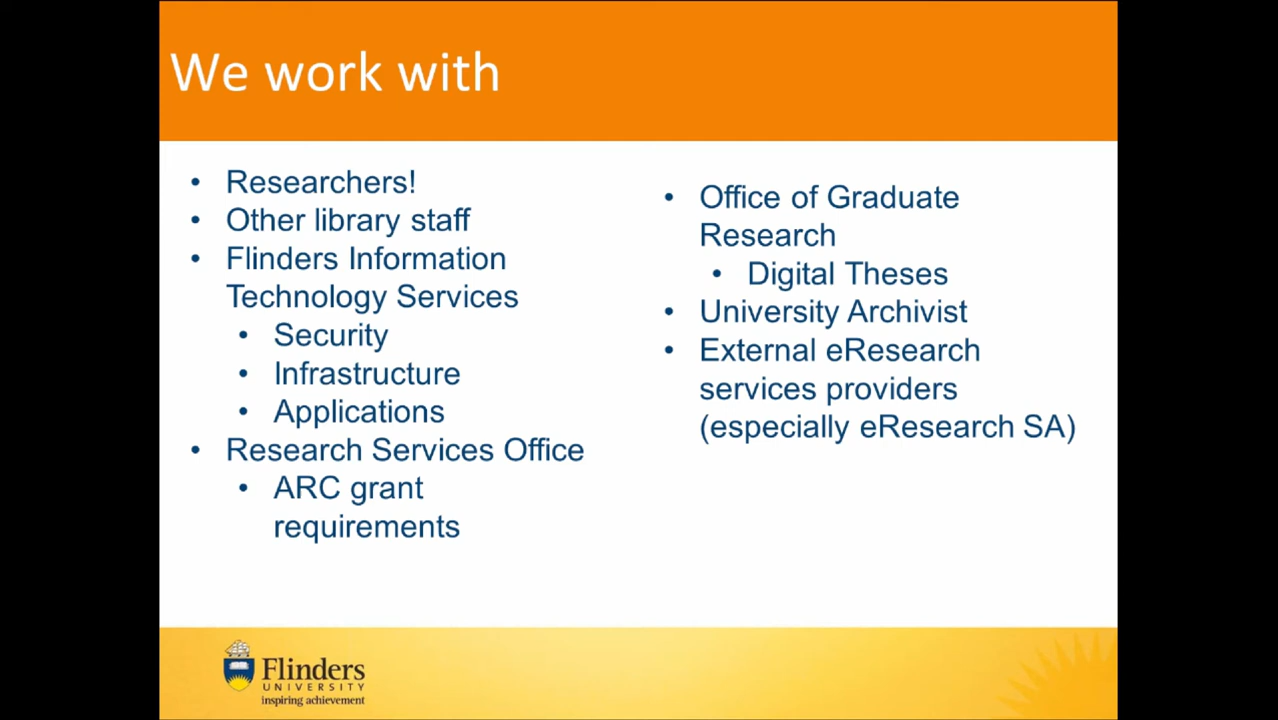 We work with
• Researchers!
• Other library staff
• Flinders Information
Technology Services
• Security
• Infrastructure
• Applications
• Research Services Office
• ARC grant
requirements
• Office of Graduate
Research
• Digital Theses
• University Archivist
• External eResearch
services providers
(especially eResearch SA)
Flinders
UNIVERSITY
inspiring achievement